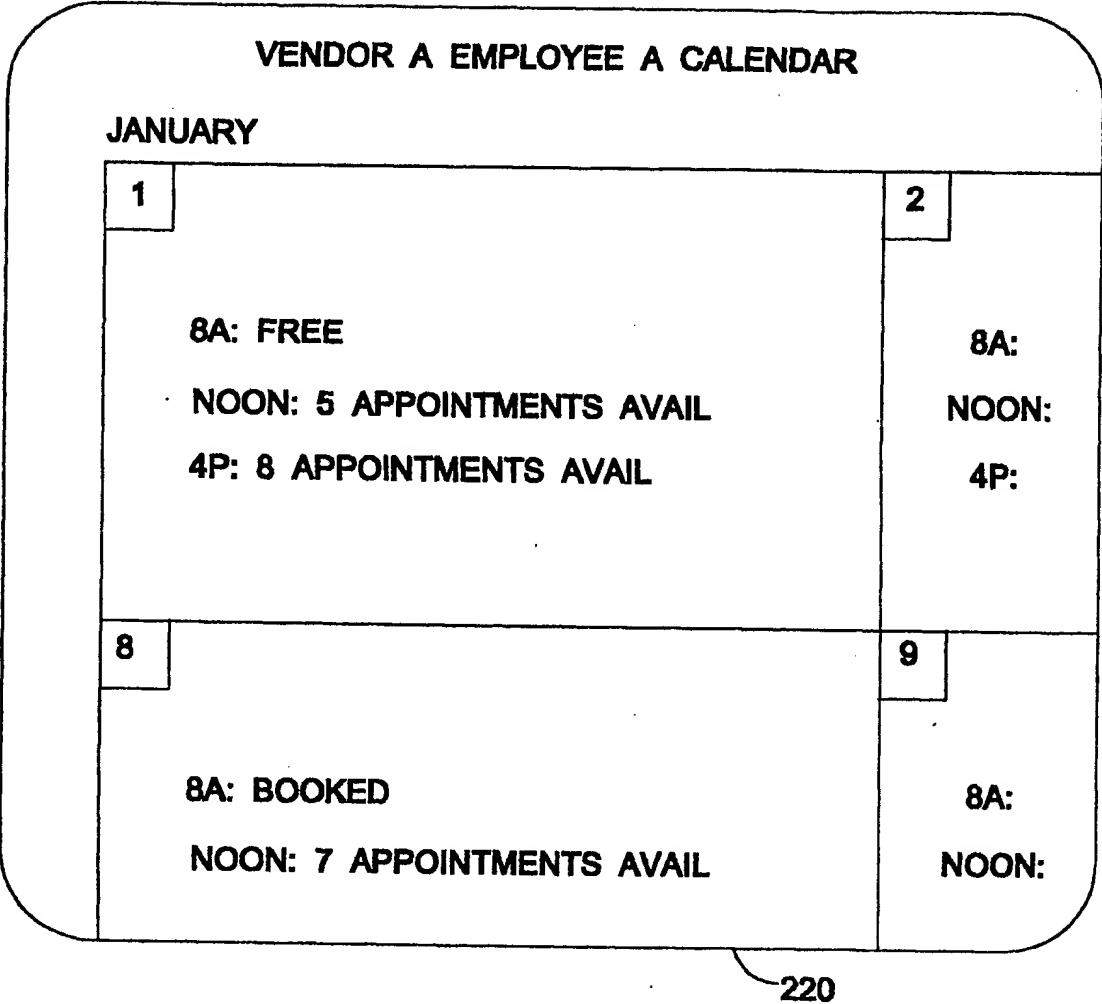 VENDOR A EMPLOYEE A CALENDAR
JANUARY
1
8A: FREE
NOON: 5 APPOINTMENTS AVAIL
4P: 8 APPOINTMENTS AVAIL
2
8A:
NOON:
4P:
8
8A: BOOKED
NOON: 7 APPOINTMENTS AVAIL
9
8A:
NOON:
220